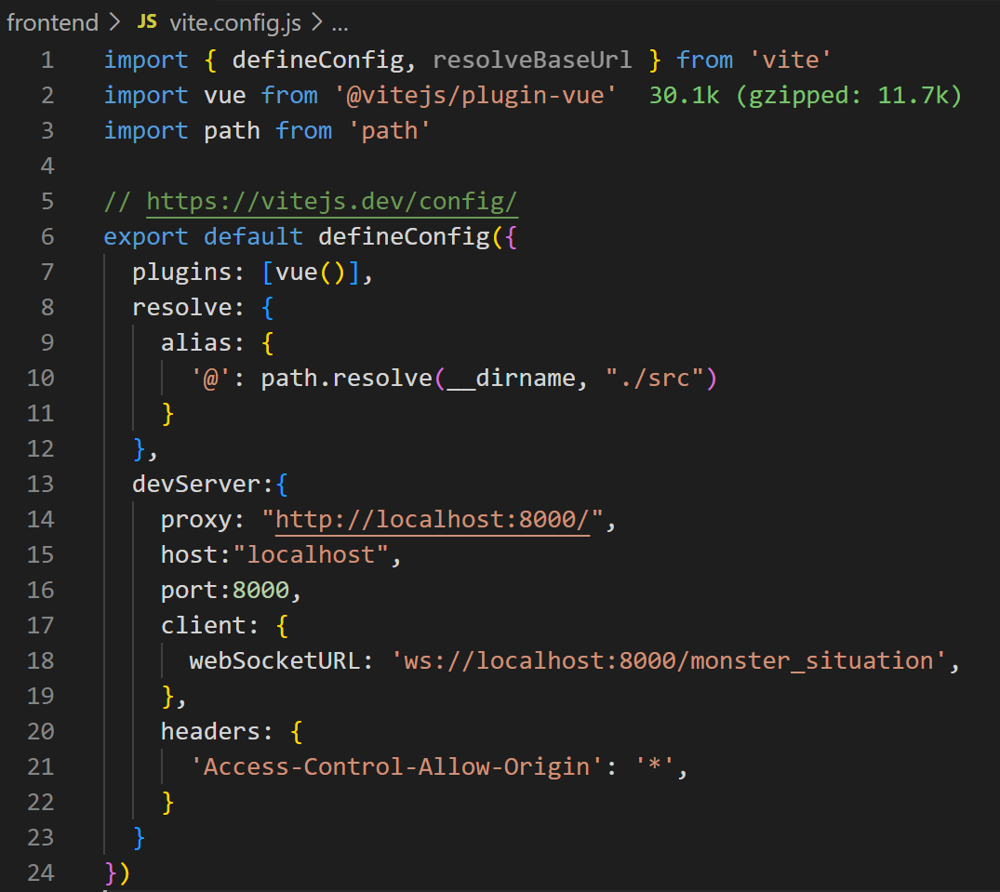 frontend > JS vite.config.js > ...
1 import { defineConfig, resolveBaseUrl } from 'vite'
2 import vue from '@vitejs/plugin-vue' 30.1k (gzipped: 11.7k)
3 import path from 'path'
4
5 // https://vitejs.dev/config/
6 export default defineConfig({
7 plugins: [vue()],
8 resolve: {
9 alias: {
10 '@': path.resolve(__dirname, "./src")
11 }
12 },
13 devServer:{
14 proxy: "http://localhost:8000/",
15 host:"localhost",
16 port:8000,
17 client: {
18 webSocketURL: 'ws://localhost:8000/monster_situation',
19 },
20 headers: {
21 'Access-Control-Allow-Origin': '*',
22 }
23 }
24 })